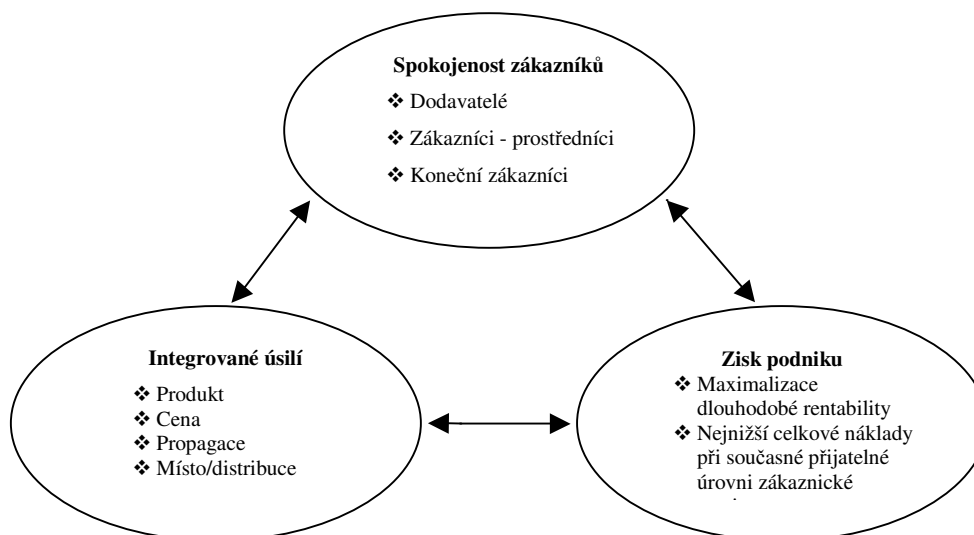 Spokojenost zákazníků
❖ Dodavatelé
❖ Zákazníci - prostředníci
❖ Koneční zákazníci
Integrované úsilí
❖ Produkt
❖ Cena
❖ Propagace
❖ Místo/distribuce
Zisk podniku
❖ Maximalizace
dlouhodobé rentability
❖ Nejnižší celkové náklady
při současné přijatelné
úrovni zákaznické